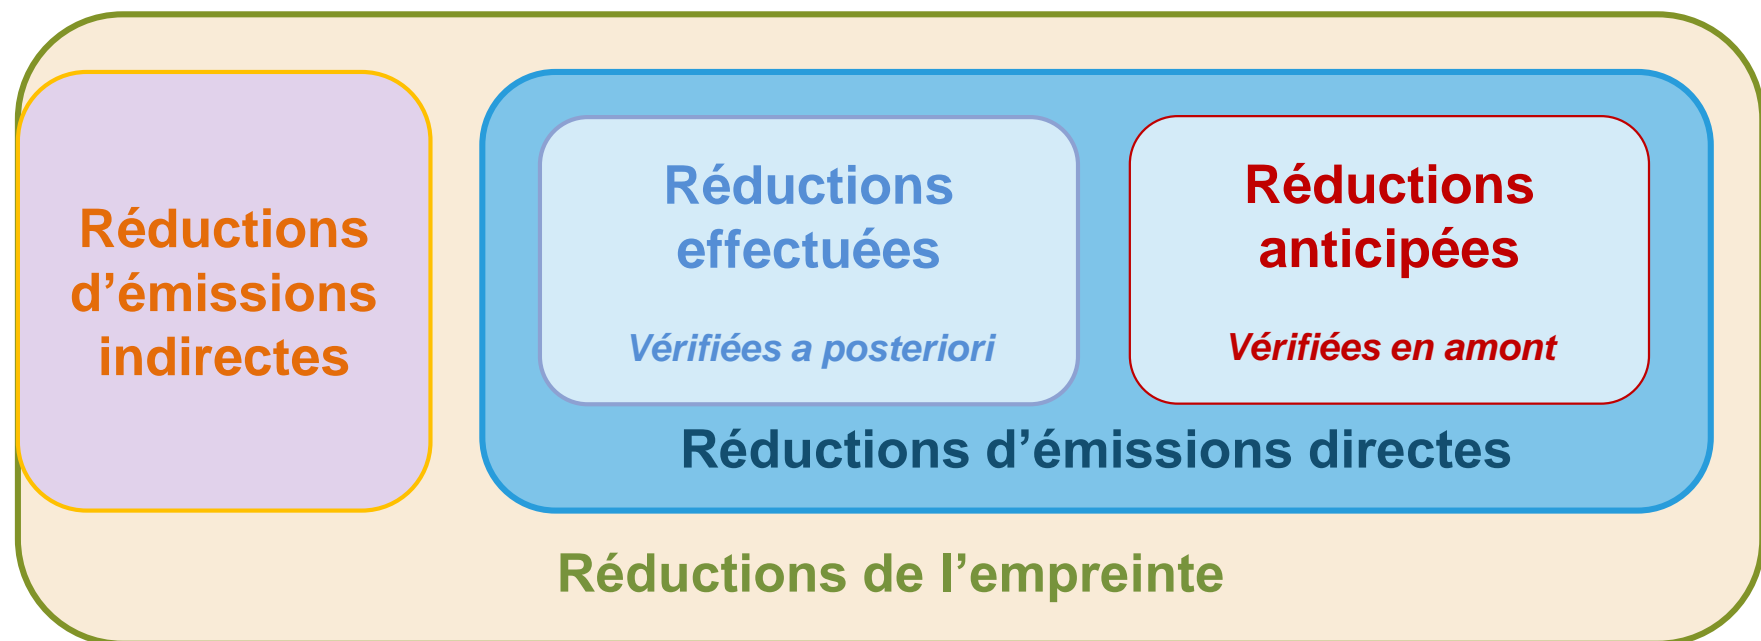 Réductions
d’émissions
indirectes
Réductions
effectuées
Vérifiées a posteriori
Réductions
anticipées
Vérifiées en amont
Réductions d’émissions directes
Réductions de l’empreinte